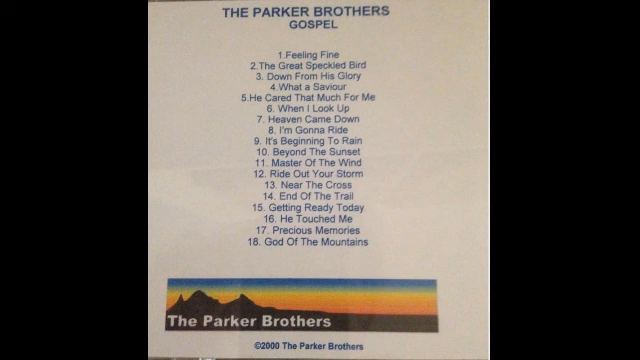 THE PARKER BROTHERS
GOSPEL
1.Feeling Fine
2.The Great Speckled Bird
3. Down From His Glory
4.What a Saviour
5.He Cared That Much For Me
6. When I Look Up
7. Heaven Came Down
8. I'm Gonna Ride
9. It's Beginning To Rain
10. Beyond The Sunset
11. Master Of The Wind
12. Ride Out Your Storm
13. Near The Cross
14. End Of The Trail
15. Getting Ready Today
16. He Touched Me
17. Precious Memories
18. God Of The Mountains
The Parker Brothers
©2000 The Parker Brothers